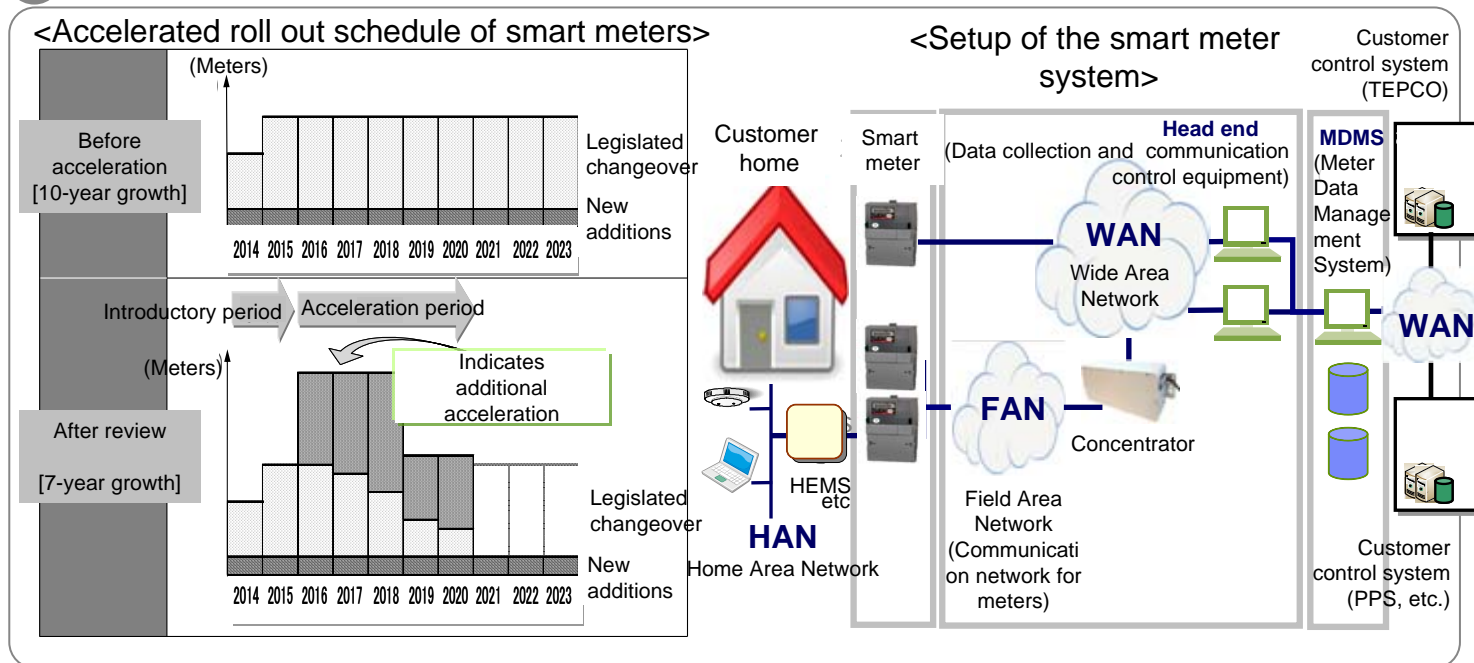 <Accelerated roll out schedule of smart meters>
(Meters)
Before
acceleration
[10-year growth]
Legislated
changeover
New
additions
2014 2015 2016 2017 2018 2019 2020 2021 2022 2023
Introductory period
Acceleration period
(Meters)
Indicates
additional
acceleration
After review
[7-year growth]
Legislated
changeover
New
additions
2014 2015 2016 2017 2018 2019 2020 2021 2022 2023
<Setup of the smart meter
system>
Customer
home
Smart
meter
Head end
(Data collection and communication
control equipment)
MDMS
(Meter
Data
Manage
ment
System)
Customer
control system
(TEPCO)
WAN
Wide Area
Network
WAN
FAN
Concentrator
Field Area
Network
(Communicati
on network for
meters)
HEMS
etc
HAN
Home Area Network
Customer
control system
(PPS, etc.)